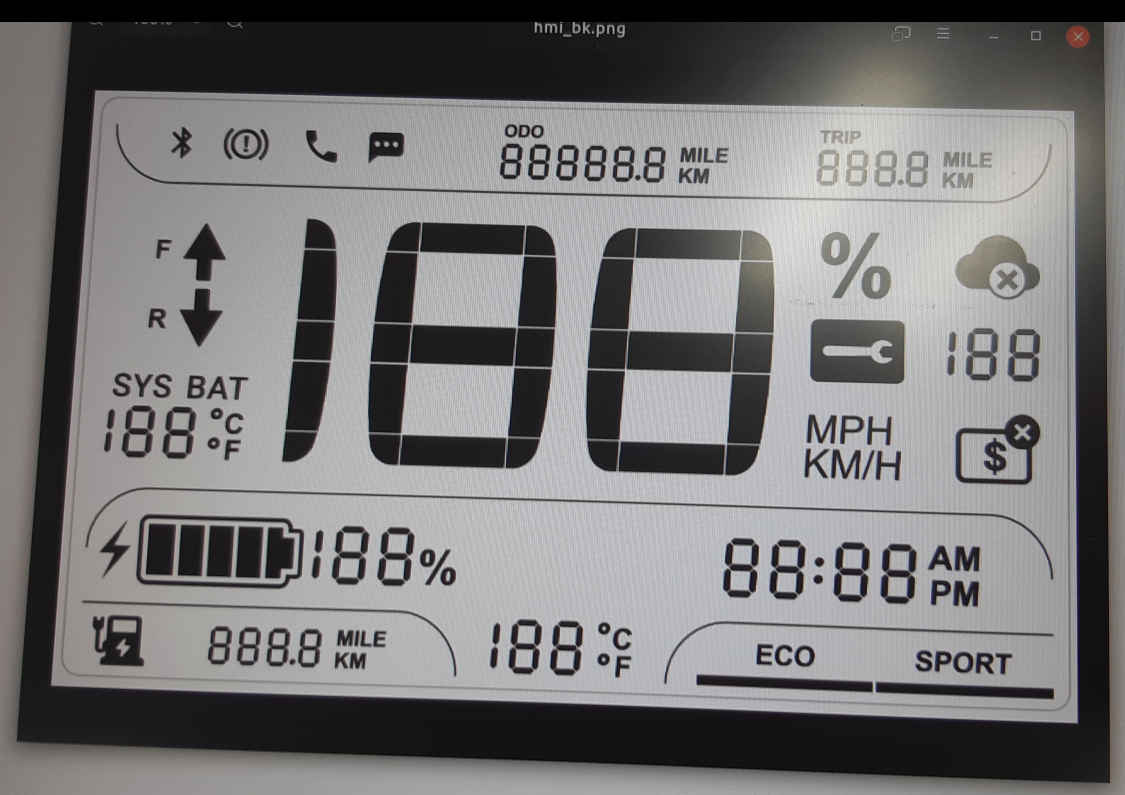 hmi_bk.png
ODO
88888.8 MILE
KM
TRIP
888.8 MILE
KM
F
R
SYS BAT
188 °C
°F
188
%
188
MPH
KM/H
$
188%
88:88 AM
PM
888.8 MILE
KM
188 °C
°F
ECO
SPORT